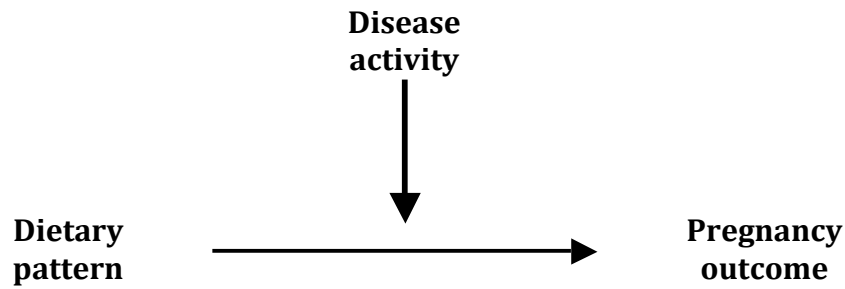 Disease
activity
Dietary
pattern
Pregnancy
outcome